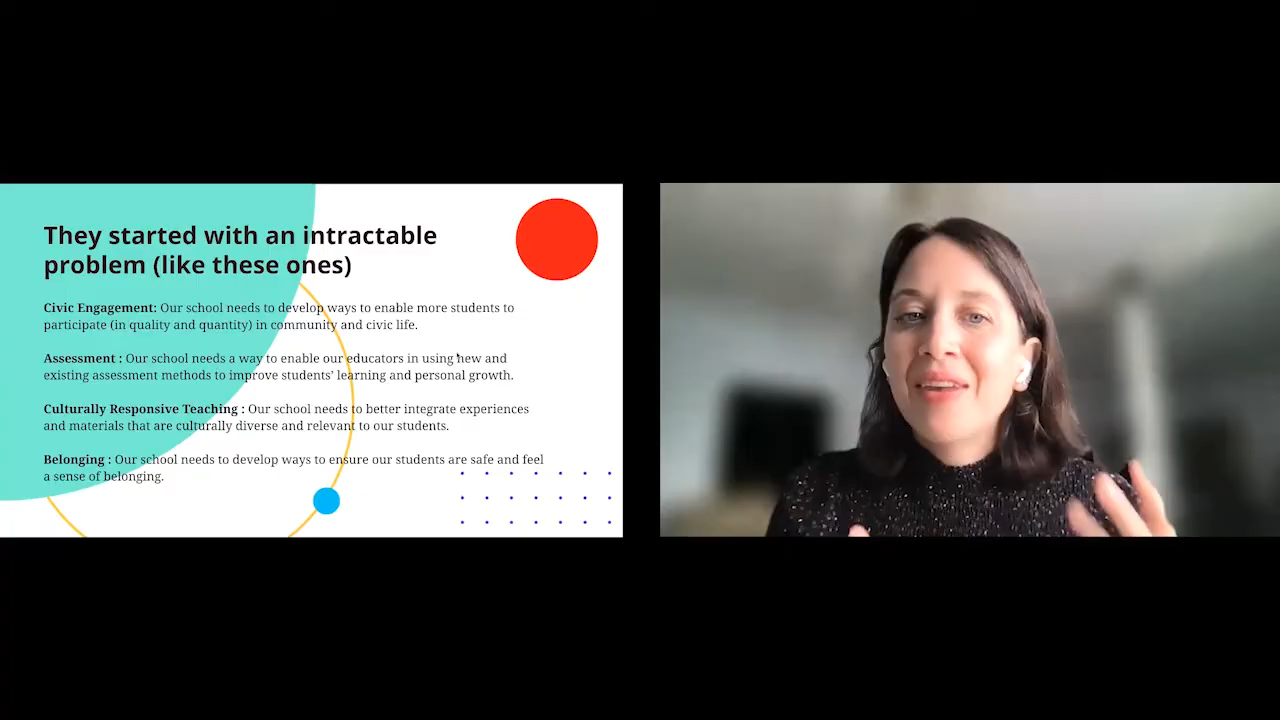 They started with an intractable
problem (like these ones)
Civic Engagement: Our school needs to develop ways to enable more students to
participate (in quality and quantity) in community and civic life.
Assessment : Our school needs a way to enable our educators in using new and
existing assessment methods to improve students' learning and personal growth.
Culturally Responsive Teaching : Our school needs to better integrate experiences
and materials that are culturally diverse and relevant to our students.
Belonging : Our school needs to develop ways to ensure our students are safe and feel
a sense of belonging.